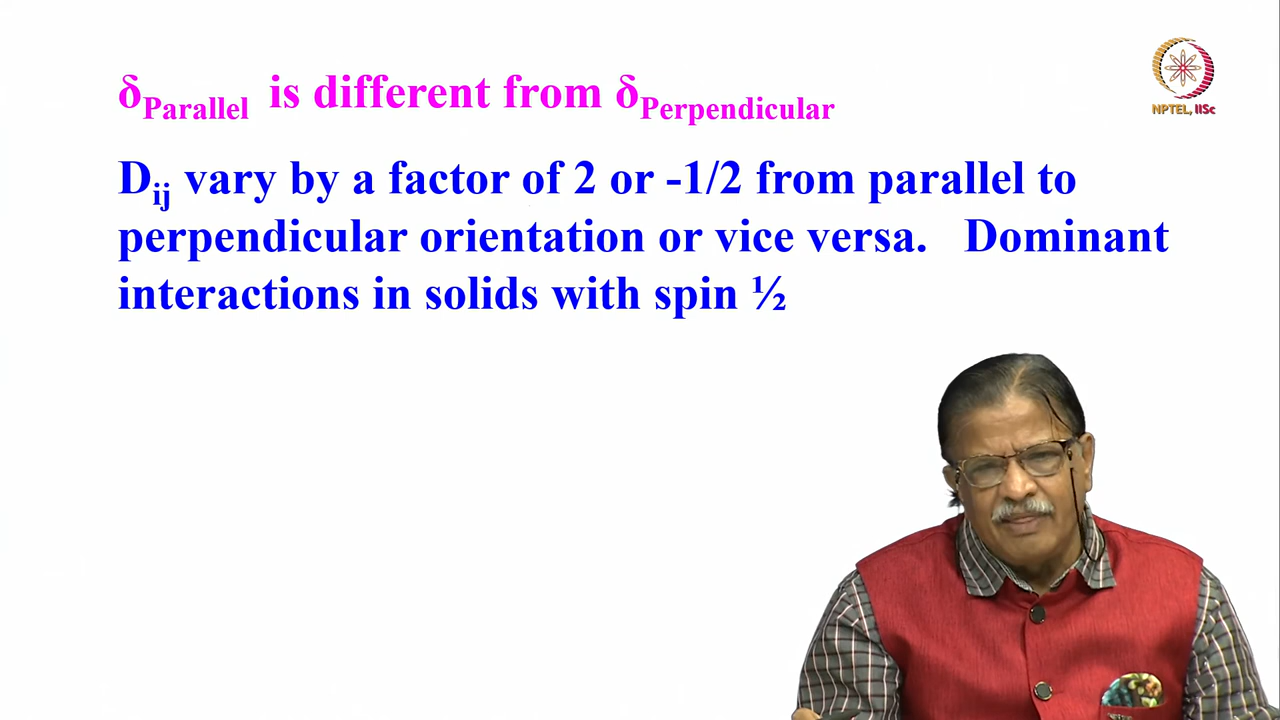 δParallel is different from δPerpendicular
Dij vary by a factor of 2 or -1/2 from parallel to
perpendicular orientation or vice versa. Dominant
interactions in solids with spin ½
NPTEL, IISc